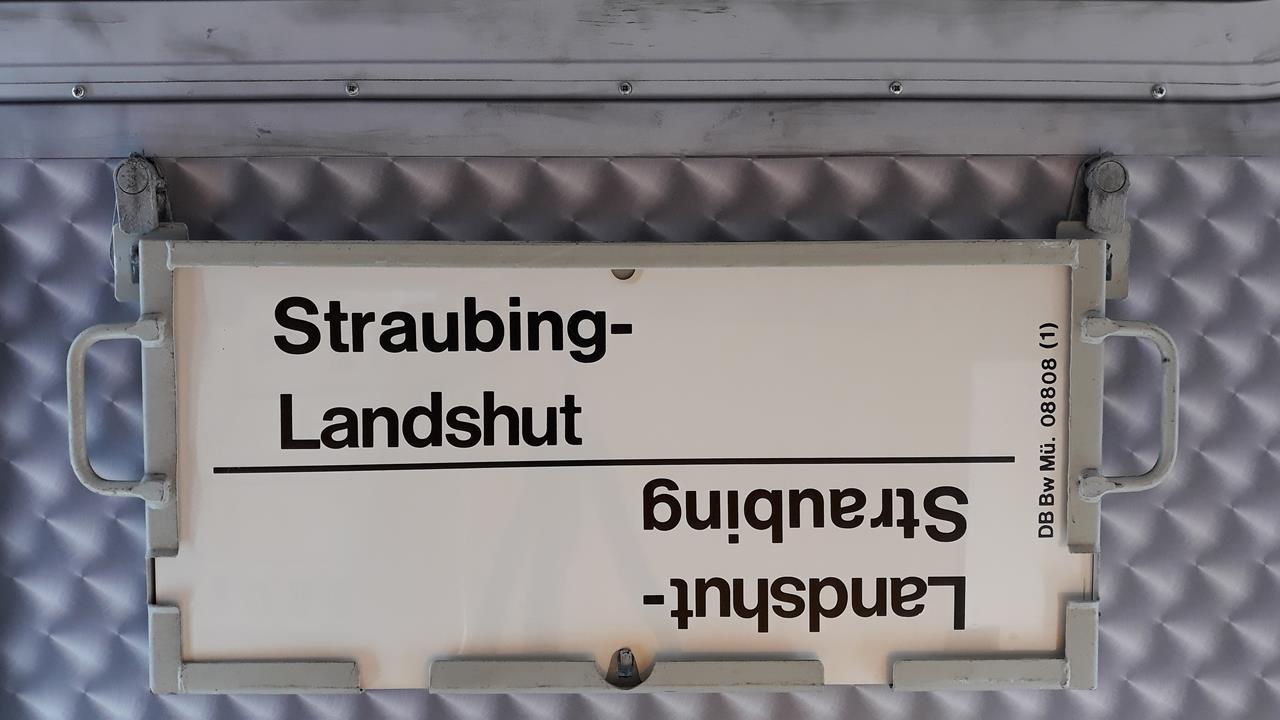 Straubing-
Landshut
Landshut-
Straubing
DB Bw Mü. 08808 (1)